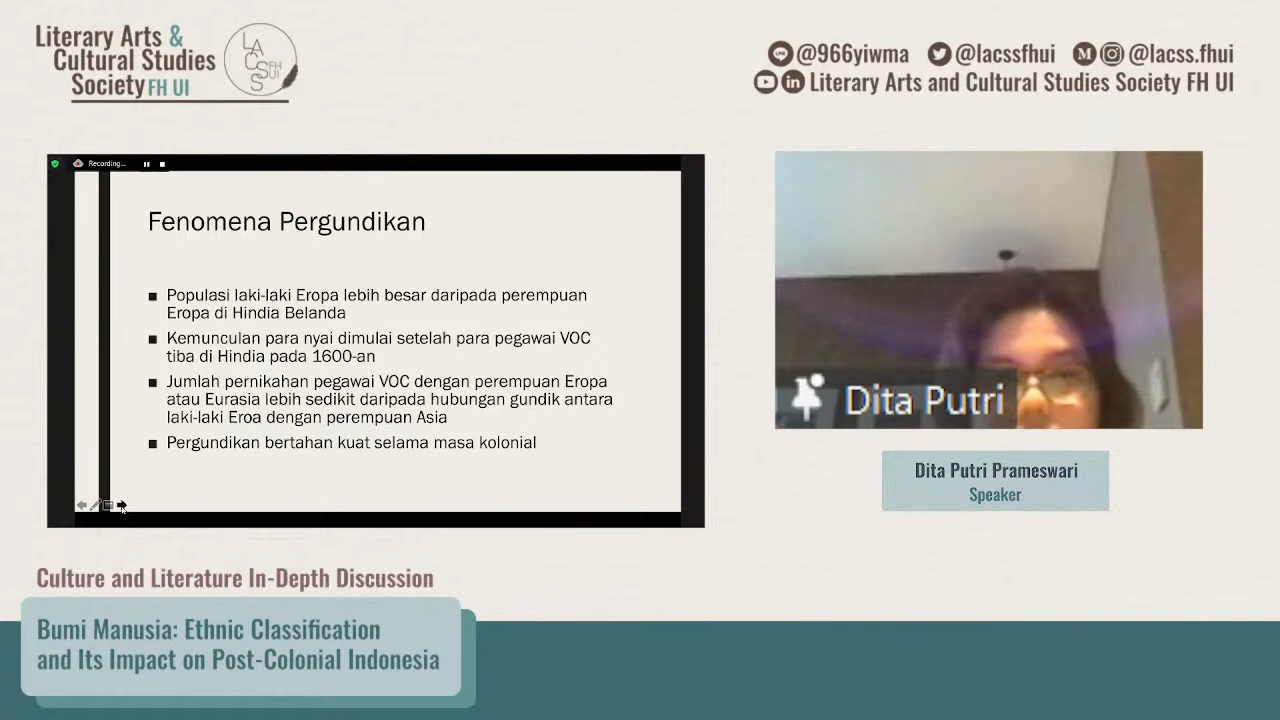 Literary Arts &
Cultural Studies
Society FH UI
LACSS FH UI
@966yiwma @lacssfhui @lacss.fhui
Literary Arts and Cultural Studies Society FH UI
Recording...
Fenomena Pergundikan
Populasi laki-laki Eropa lebih besar daripada perempuan
Eropa di Hindia Belanda
Kemunculan para nyai dimulai setelah para pegawai VOC
tiba di Hindia pada 1600-an
Jumlah pernikahan pegawai VOC dengan perempuan Eropa
atau Eurasia lebih sedikit daripada hubungan gundik antara
laki-laki Eroa dengan perempuan Asia
Pergundikan bertahan kuat selama masa kolonial
Dita Putri
Dita Putri Prameswari
Speaker
Culture and Literature In-Depth Discussion
Bumi Manusia: Ethnic Classification
and Its Impact on Post-Colonial Indonesia